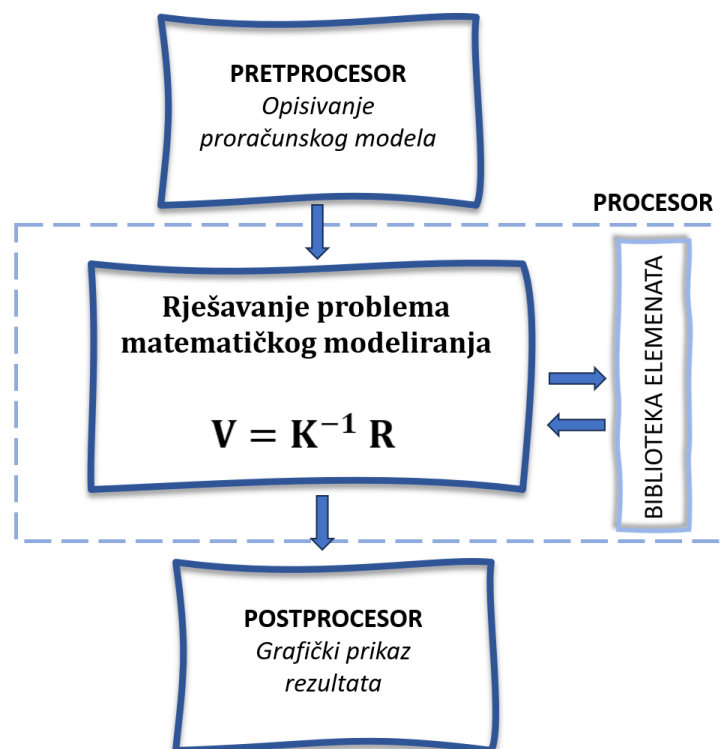 PRETPROCESOR
Opisivanje
proračunskog modela
PROCESOR
Rješavanje problema
matematičkog modeliranja
V = K⁻¹ R
BIBLIOTEKA ELEMENATA
POSTPROCESOR
Grafički prikaz
rezultata